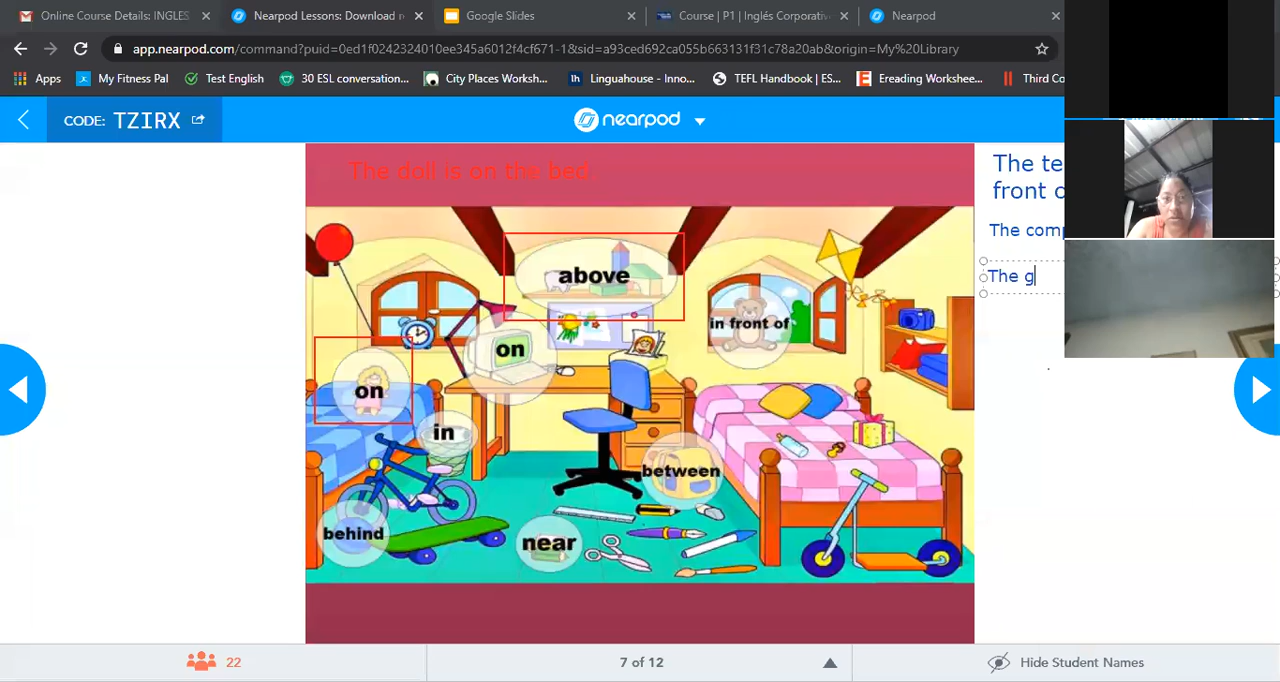 Online Course Details: INGLES
Nearpod Lessons: Download n
Google Slides
Course | P1 | Inglés Corporativ
Nearpod
app.nearpod.com/command?puid=0ed1f0242324010ee345a6012f4cf671-1&sid=a93ced692ca055b663131f31c78a20ab&origin=My%20Library
Apps
My Fitness Pal
Test English
30 ESL conversation...
City Places Worksh...
Linguahouse - Inno...
TEFL Handbook | ES...
Ereading Workshee...
Third Co
CODE: TZIRX
nearpod
The doll is on the bed.
The te
front o
The comp
The g
above
in front of
on
on
in
between
behind
near
22
7 of 12
Hide Student Names